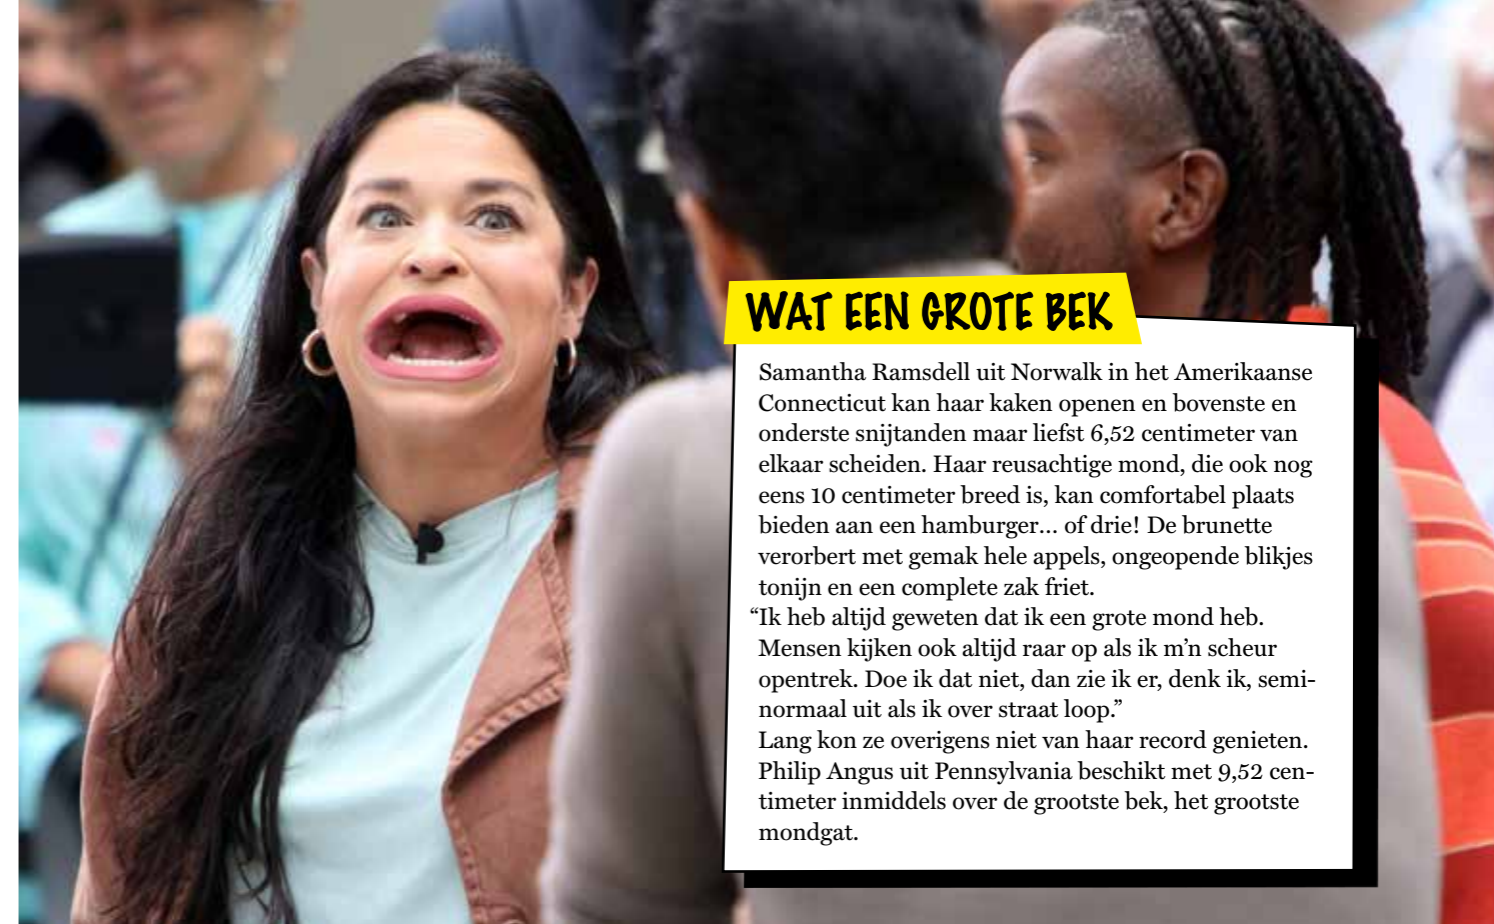 WAT EEN GROTE BEK
Samantha Ramsdell uit Norwalk in het Amerikaanse
Connecticut kan haar kaken openen en bovenste en
onderste snijtanden maar liefst 6,52 centimeter van
elkaar scheiden. Haar reusachtige mond, die ook nog
eens 10 centimeter breed is, kan comfortabel plaats
bieden aan een hamburger... of drie! De brunette
verorbert met gemak hele appels, ongeopende blikjes
tonijn en een complete zak friet.
“Ik heb altijd geweten dat ik een grote mond heb.
Mensen kijken ook altijd raar op als ik m’n scheur
opentrek. Doe ik dat niet, dan zie ik er, denk ik, semi-
normaal uit als ik over straat loop.”
Lang kon ze overigens niet van haar record genieten.
Philip Angus uit Pennsylvania beschikt met 9,52 cen-
timeter inmiddels over de grootste bek, het grootste
mondgat.